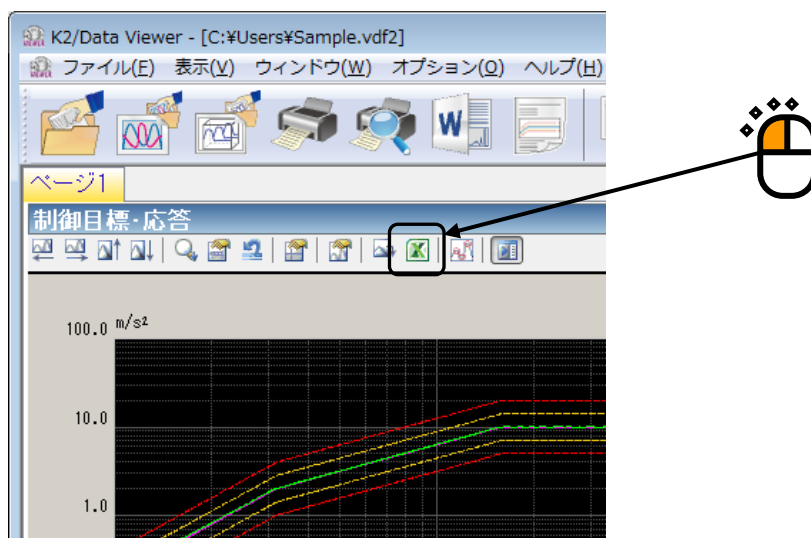 K2/Data Viewer - [C:¥Users¥Sample.vdf2]
ファイル(F) 表示(V) ウィンドウ(W) オプション(O) ヘルプ(H)
W
ページ1
制御目標・応答
100.0 m/s²
10.0
1.0